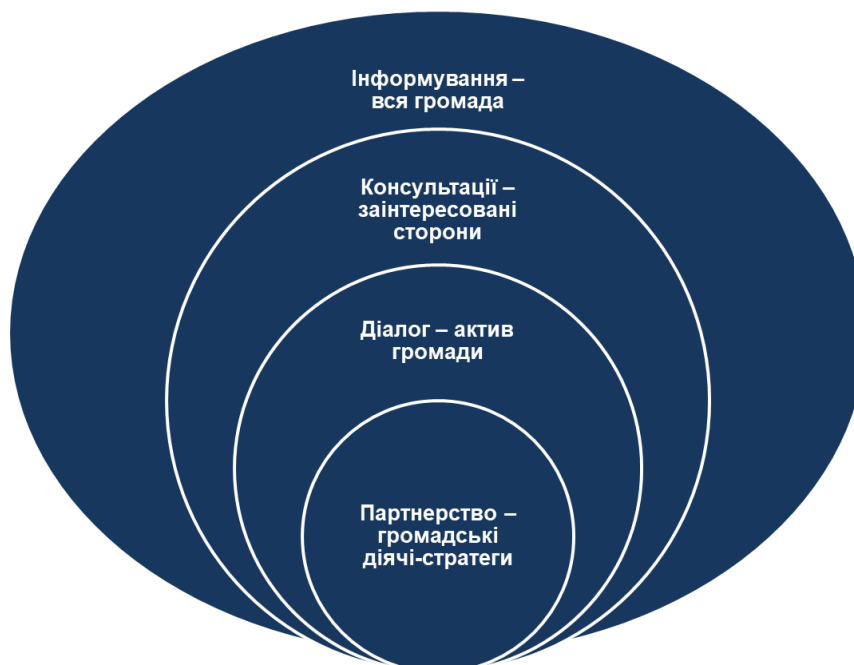 Інформування –
вся громада
Консультації –
заінтересовані
сторони
Діалог – актив
громади
Партнерство –
громадські
діячі-стратеги